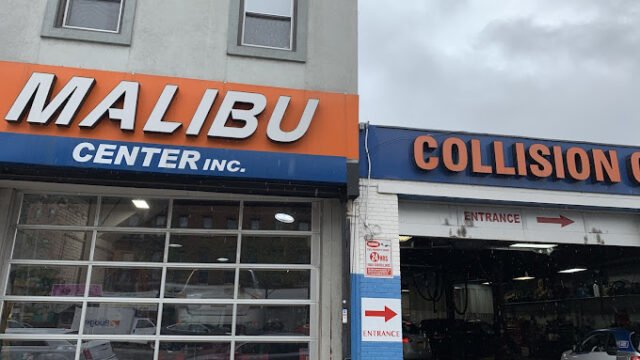 MALIBU
CENTER INC.
COLLISION
ENTRANCE
24 HRS
ENTRANCE